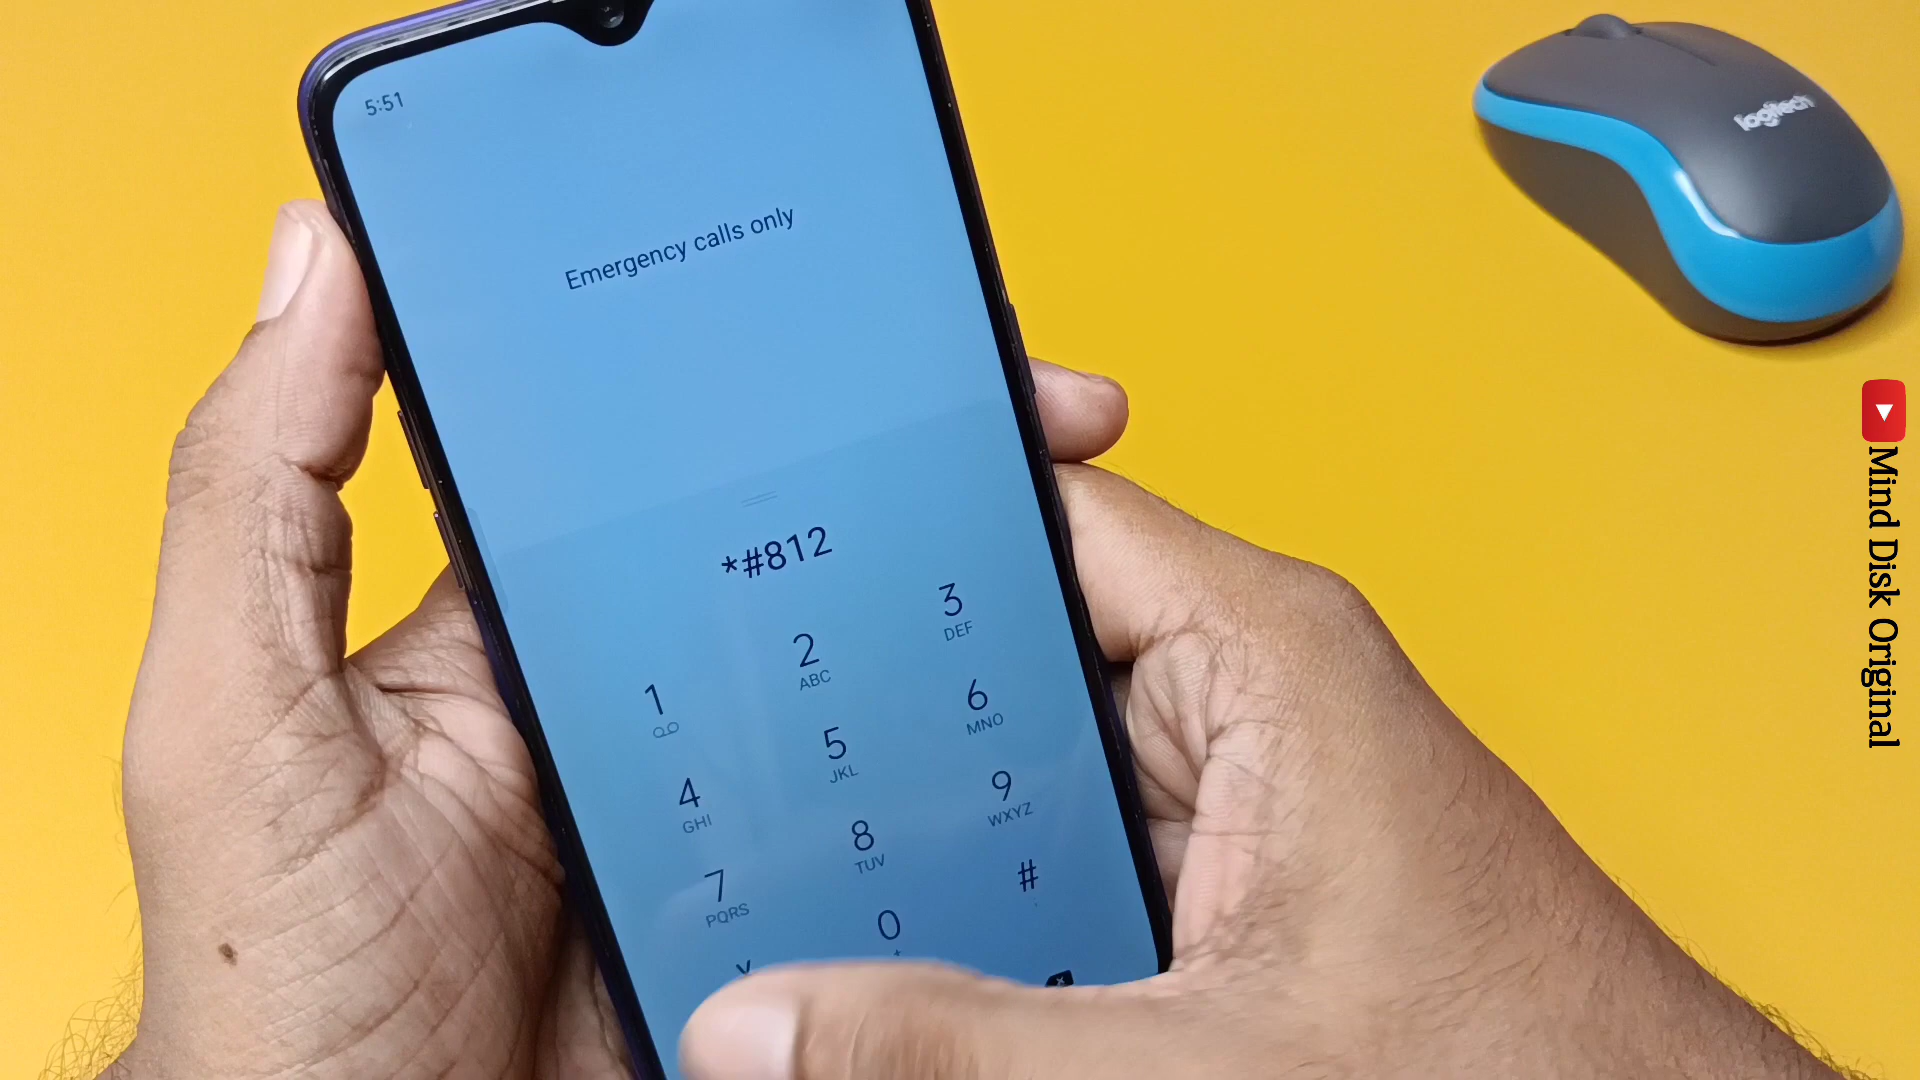 5:51
Emergency calls only
*#812
1
2
ABC
3
DEF
4
GHI
5
JKL
6
MNO
7
PQRS
8
TUV
9
WXYZ
0
+
#
logitech
Mind Disk Original